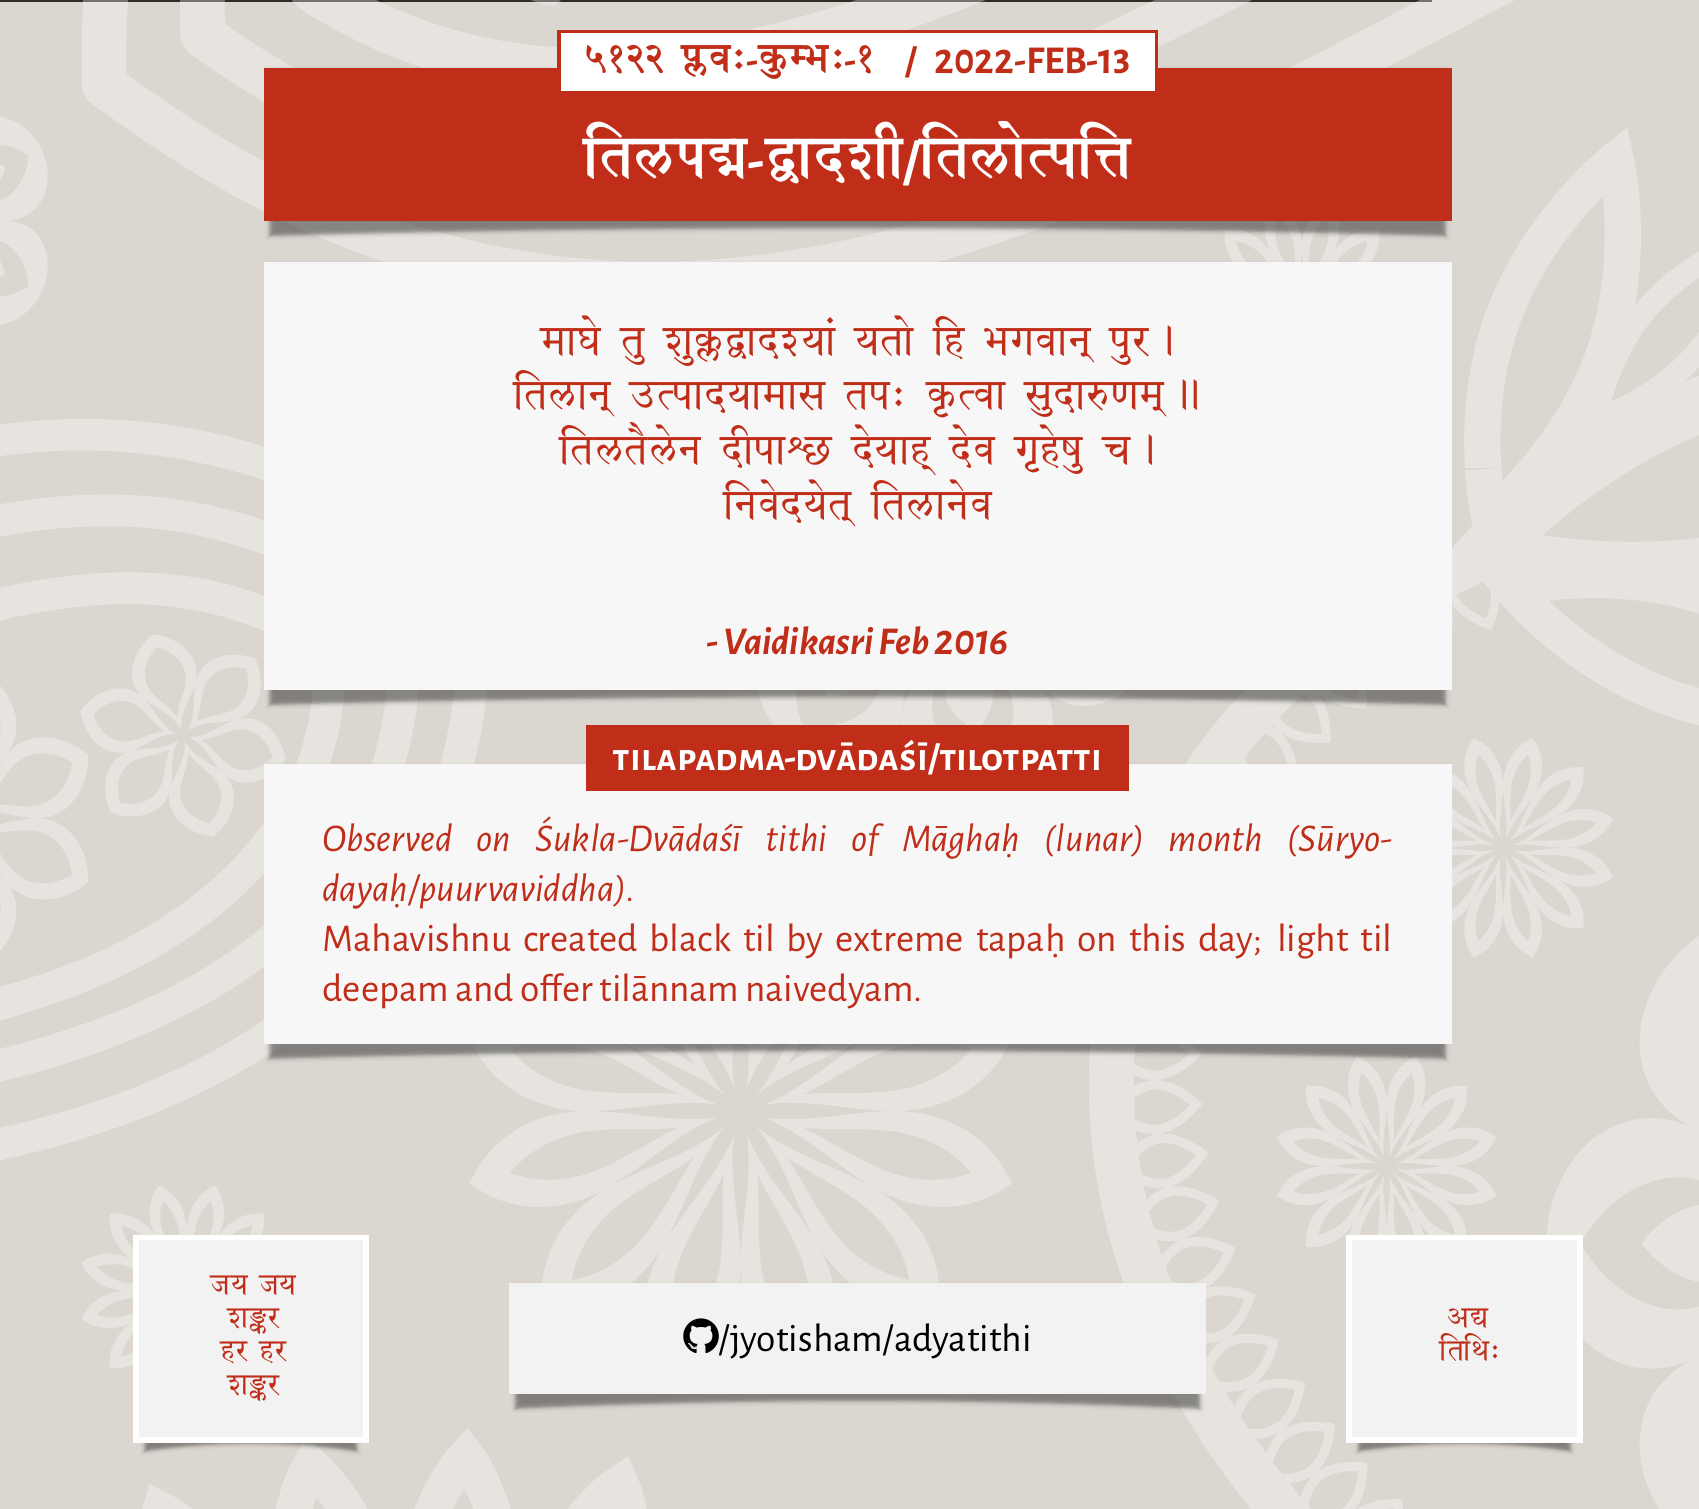 ५१२२ प्लवः-कुम्भः-१ / 2022-FEB-13
तिलपद्म-द्वादशी/तिलोत्पत्ति
माघे तु शुक्लद्वादश्यां यतो हि भगवान् पुर।
तिलान् उत्पादयामास तपः कृत्वा सुदारुणम्॥
तिलतैलेन दीपाश्छ देयाह् देव गृहेषु च।
निवेदयेत् तिलानेव
- Vaidikasri Feb 2016
TILAPADMA-DVĀDAŚĪ/TILOTPATTI
Observed on Śukla-Dvādaśī tithi of Māghaḥ (lunar) month (Sūryo-
dayaḥ/puurvaviddha).
Mahavishnu created black til by extreme tapaḥ on this day; light til
deepam and offer tilānnam naivedyam.
जय जय
शङ्कर
हर हर
शङ्कर
/jyotisham/adyatithi
अद्य
तिथिः